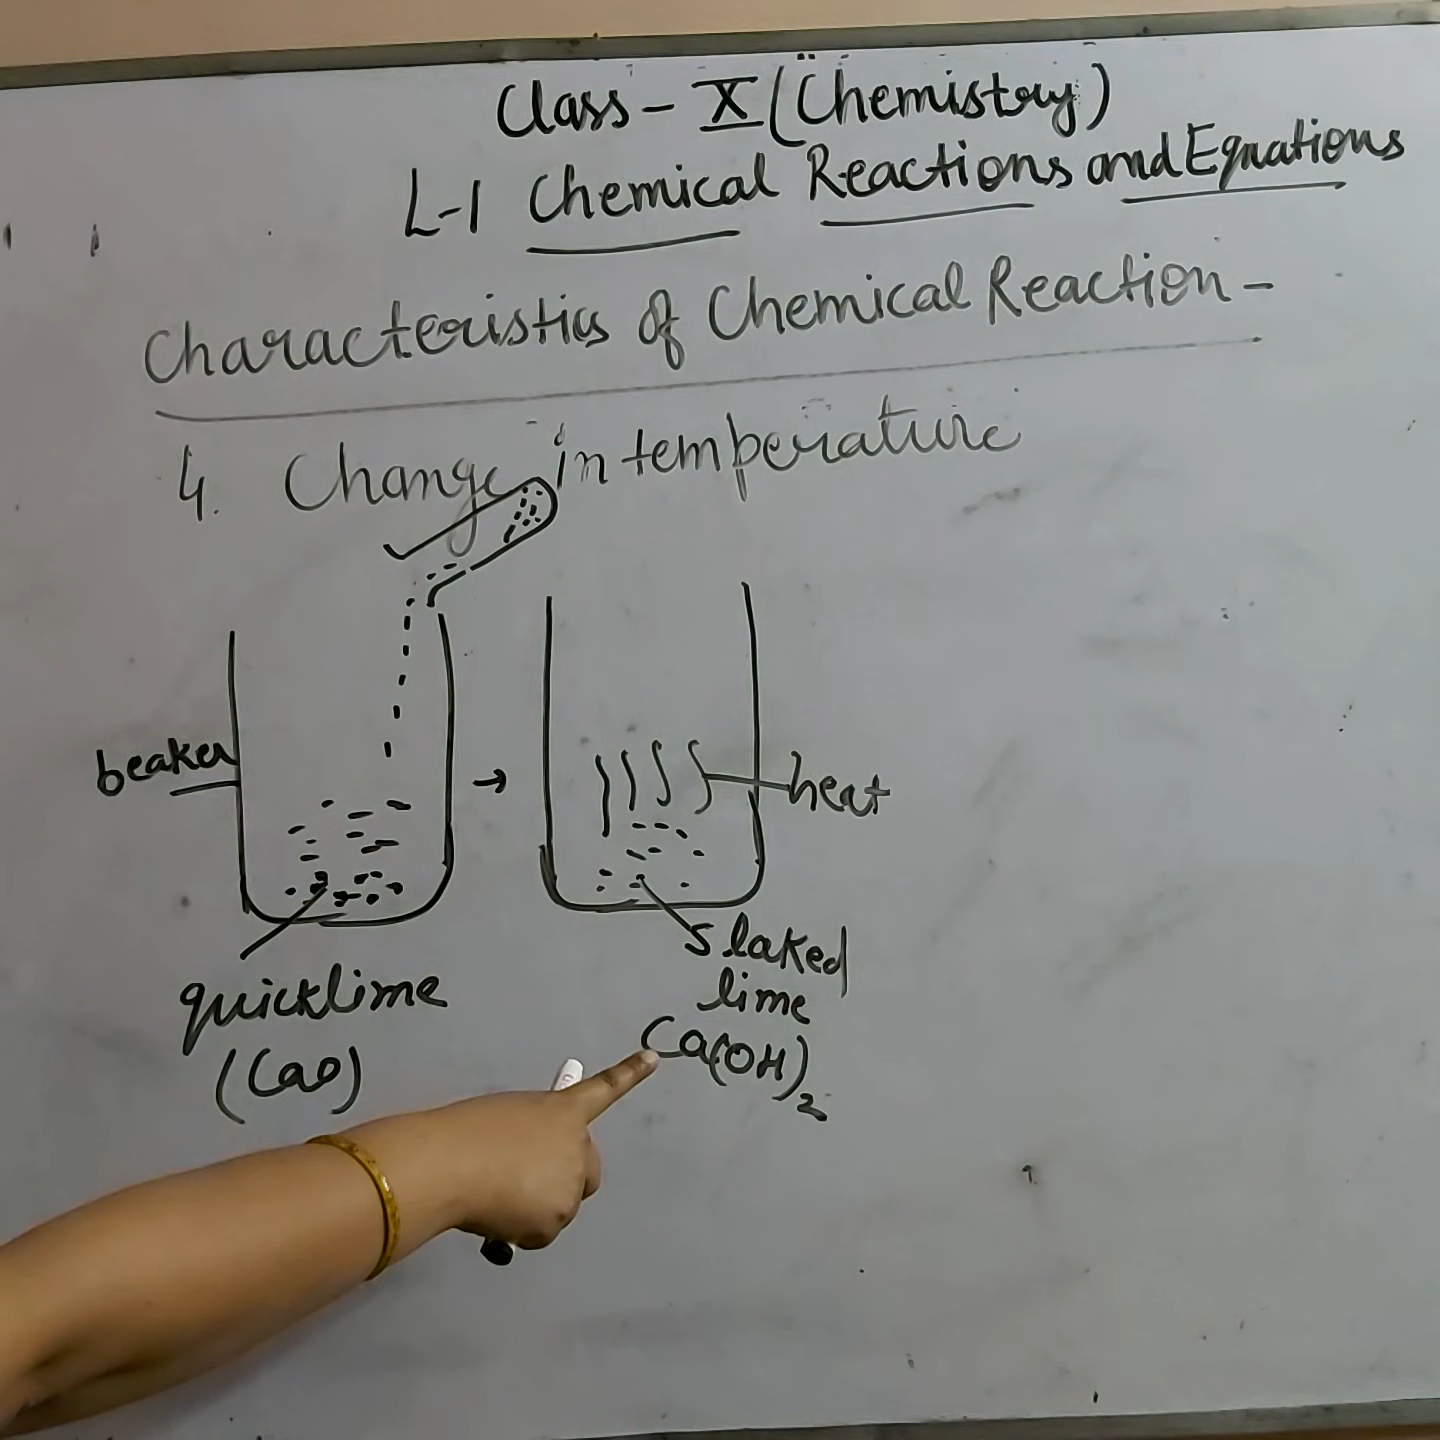 Class - X (Chemistry)
L-1 Chemical Reactions and Equations
Characteristics of Chemical Reaction -
4. Change in temperature
beaker
→
heat
quicklime
(CaO)
slaked
lime
Ca(OH)2